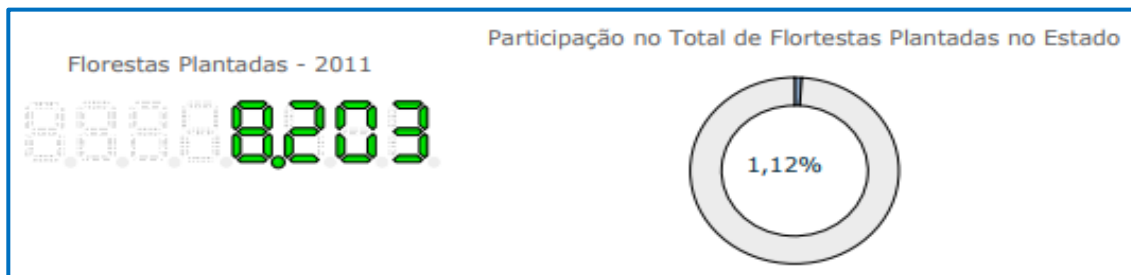 Participação no Total de Flortestas Plantadas no Estado
Florestas Plantadas - 2011
8.203
1,12%